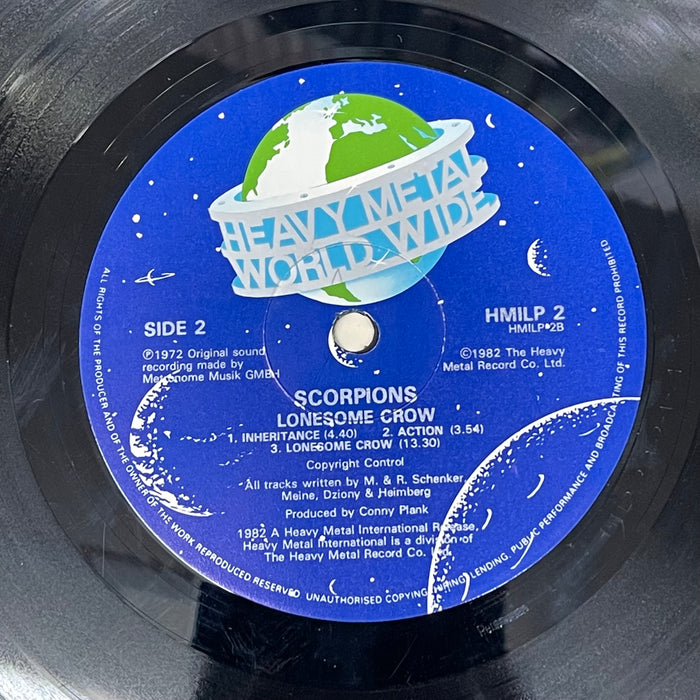 HEAVY METAL
WORLD WIDE
SIDE 2
HMILP 2
HMILP 2B
℗1972 Original sound
recording made by
Metronome Musik GMBH
©1982 The Heavy
Metal Record Co. Ltd.
SCORPIONS
LONESOME CROW
1. INHERITANCE (4.40) 2. ACTION (3.54)
3. LONESOME CROW (13.30)
Copyright Control
All tracks written by M. & R. Schenker,
Meine, Dziony & Heimberg
Produced by Conny Plank
1982 A Heavy Metal International Release.
Heavy Metal International is a division of
The Heavy Metal Record Co. Ltd.
ALL RIGHTS OF THE PRODUCER AND OF THE OWNER OF THE WORK REPRODUCED RESERVED UNAUTHORISED COPYING, HIRING, LENDING, PUBLIC PERFORMANCE AND BROADCASTING OF THIS RECORD PROHIBITED